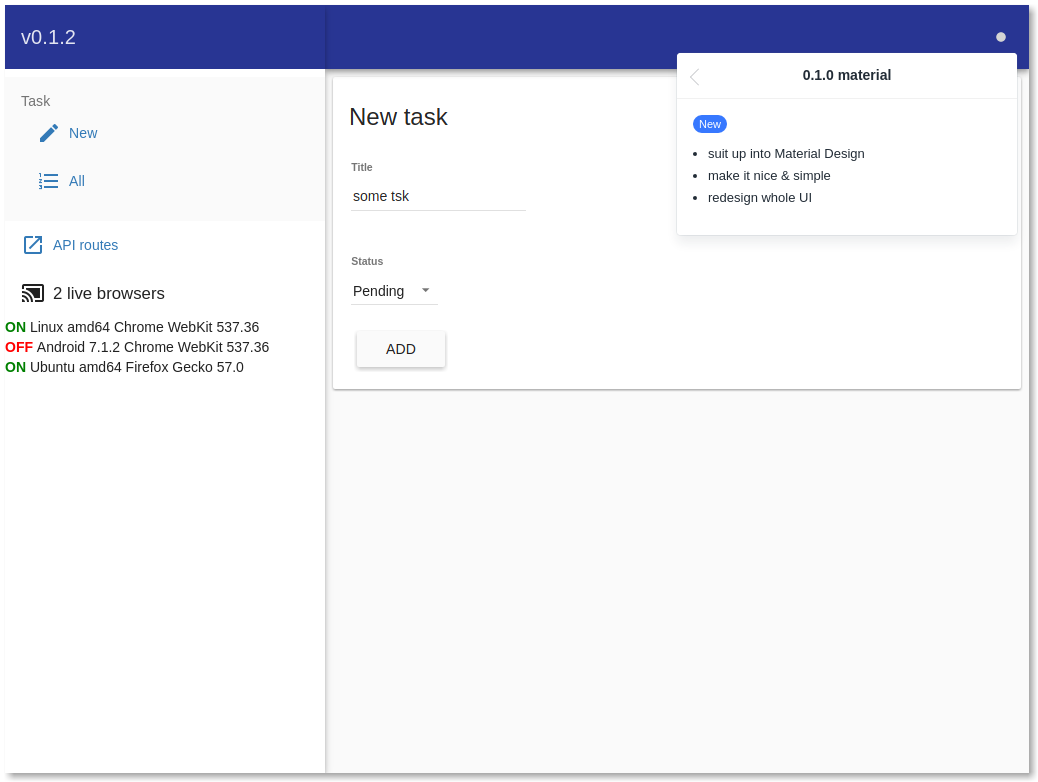 v0.1.2
Task
New
All
API routes
2 live browsers
ON Linux amd64 Chrome WebKit 537.36
OFF Android 7.1.2 Chrome WebKit 537.36
ON Ubuntu amd64 Firefox Gecko 57.0
New task
Title
some tsk
Status
Pending
ADD
0.1.0 material
New
suit up into Material Design
make it nice & simple
redesign whole UI